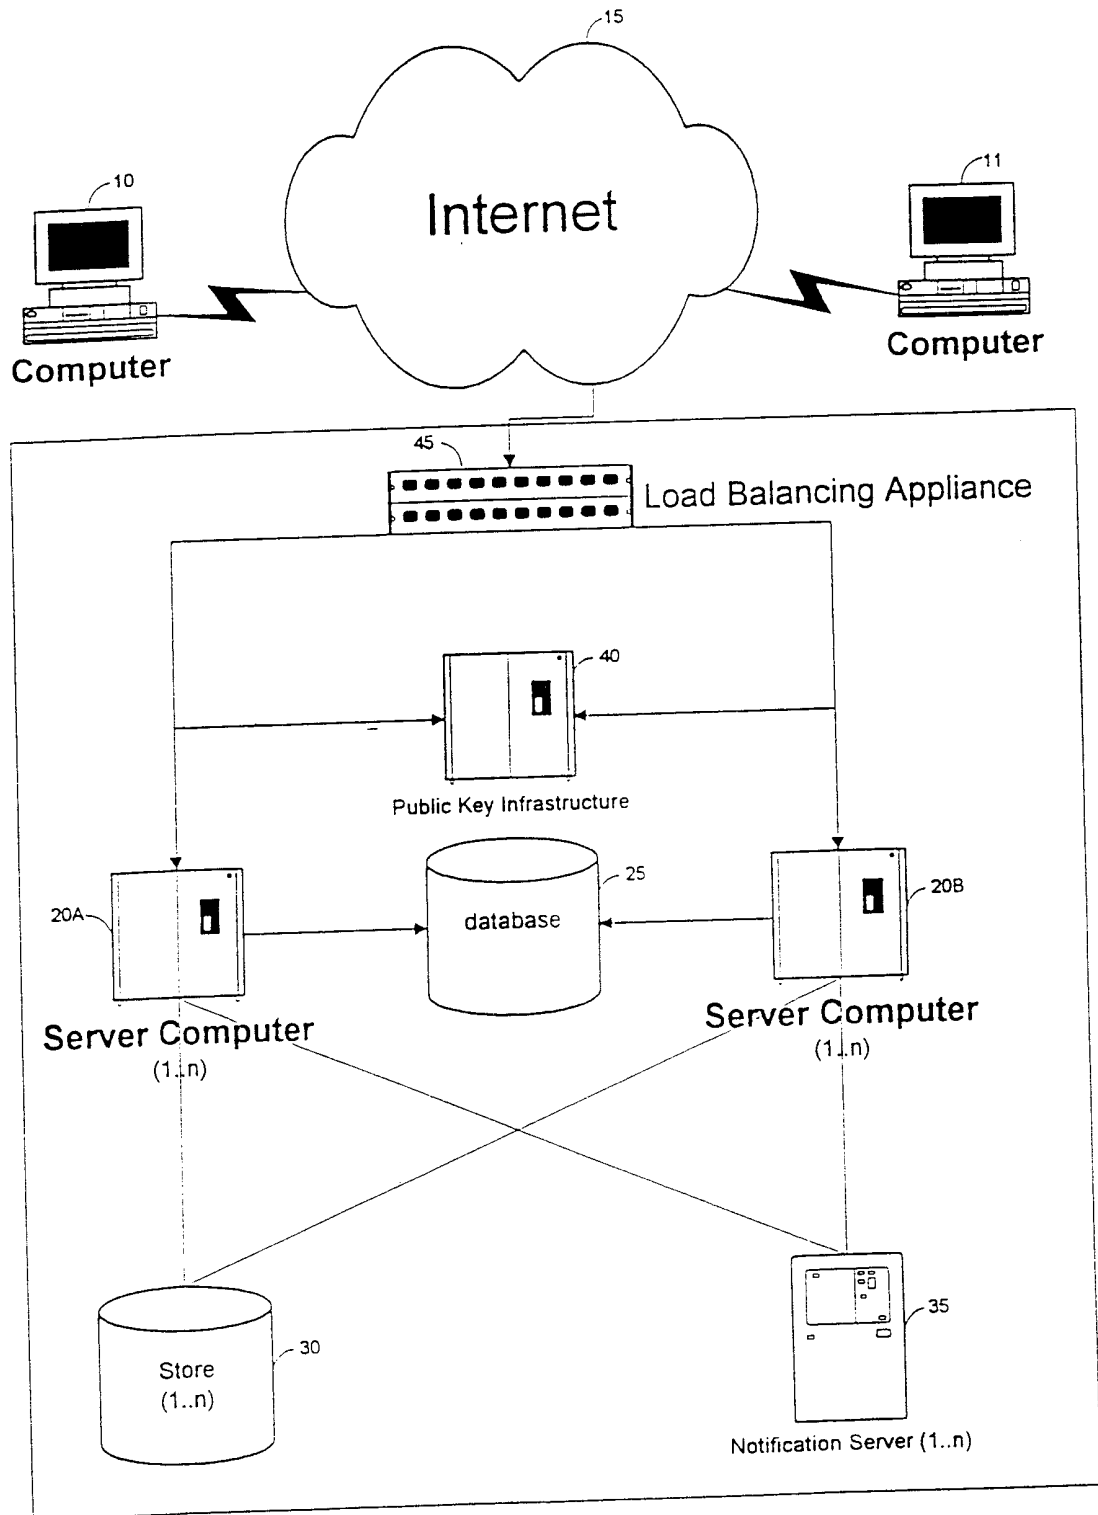 15
10
11
Internet
Computer
Computer
45
Load Balancing Appliance
40
Public Key Infrastructure
25
20A
20B
database
Server Computer
(1..n)
Server Computer
(1..n)
30
35
Store
(1..n)
Notification Server (1..n)